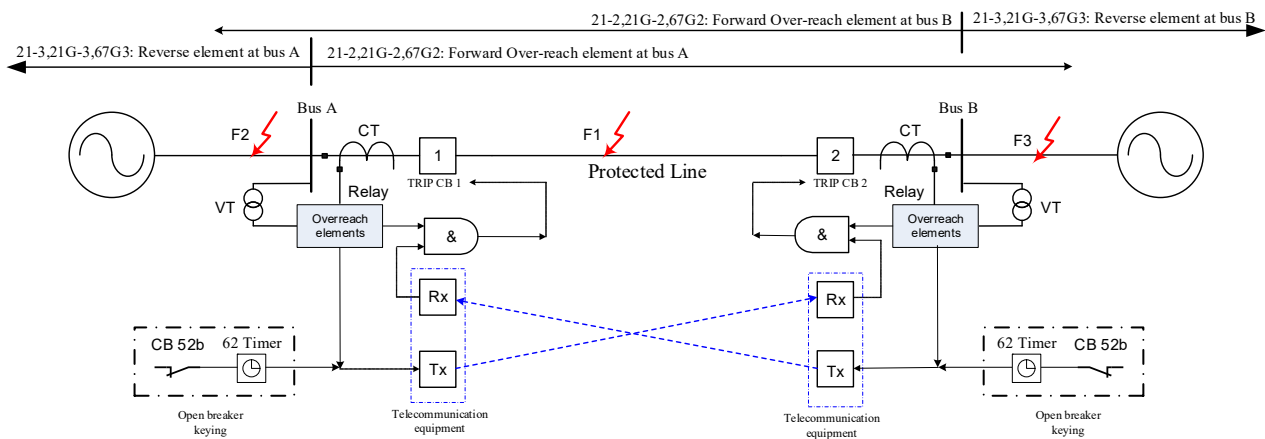 21-2,21G-2,67G2: Forward Over-reach element at bus B
21-3,21G-3,67G3: Reverse element at bus B
21-3,21G-3,67G3: Reverse element at bus A
21-2,21G-2,67G2: Forward Over-reach element at bus A
Bus A
Bus B
F2
CT
F1
CT
F3
1
2
TRIP CB 1
Protected Line
TRIP CB 2
VT
Relay
Relay
VT
Overreach
elements
&
&
Overreach
elements
Rx
Rx
CB 52b
62 Timer
62 Timer
CB 52b
Tx
Tx
Open breaker
keying
Telecommunication
equipment
Telecommunication
equipment
Open breaker
keying